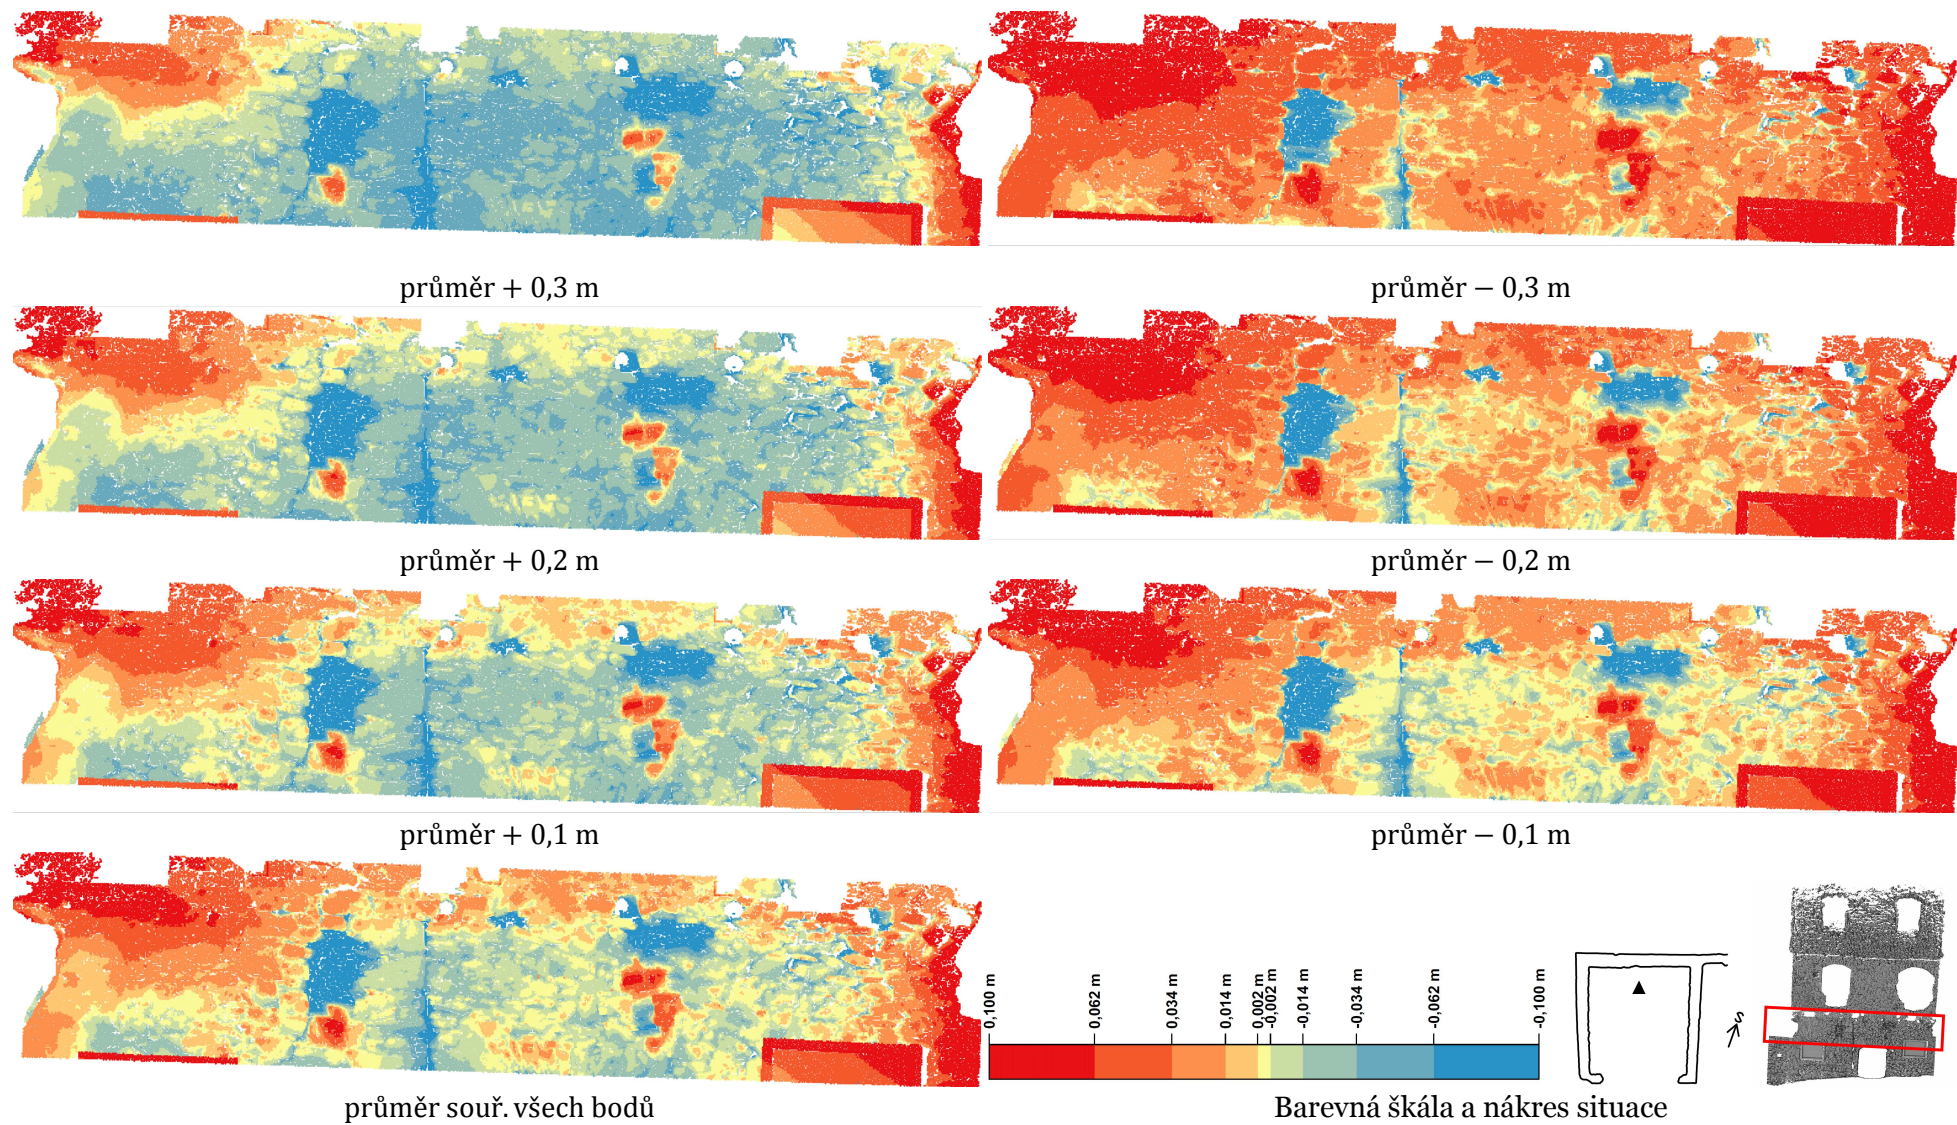 průměr + 0,3 m
průměr − 0,3 m
průměr + 0,2 m
průměr − 0,2 m
průměr + 0,1 m
průměr − 0,1 m
0,100 m
0,062 m
0,034 m
0,014 m
0,002 m
-0,002 m
-0,014 m
-0,034 m
-0,062 m
-0,100 m
S
průměr souř. všech bodů
Barevná škála a nákres situace